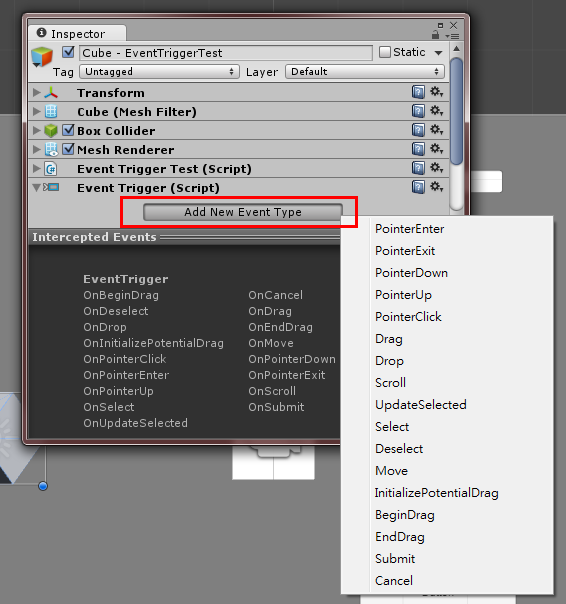 Inspector
Cube - EventTriggerTest
Static
Tag Untagged Layer Default
Transform
Cube (Mesh Filter)
Box Collider
Mesh Renderer
Event Trigger Test (Script)
Event Trigger (Script)
Add New Event Type
Intercepted Events
EventTrigger
OnBeginDrag OnCancel
OnDeselect OnDrag
OnDrop OnEndDrag
OnInitializePotentialDrag OnMove
OnPointerClick OnPointerDown
OnPointerEnter OnPointerExit
OnPointerUp OnScroll
OnSelect OnSubmit
OnUpdateSelected
PointerEnter
PointerExit
PointerDown
PointerUp
PointerClick
Drag
Drop
Scroll
UpdateSelected
Select
Deselect
Move
InitializePotentialDrag
BeginDrag
EndDrag
Submit
Cancel